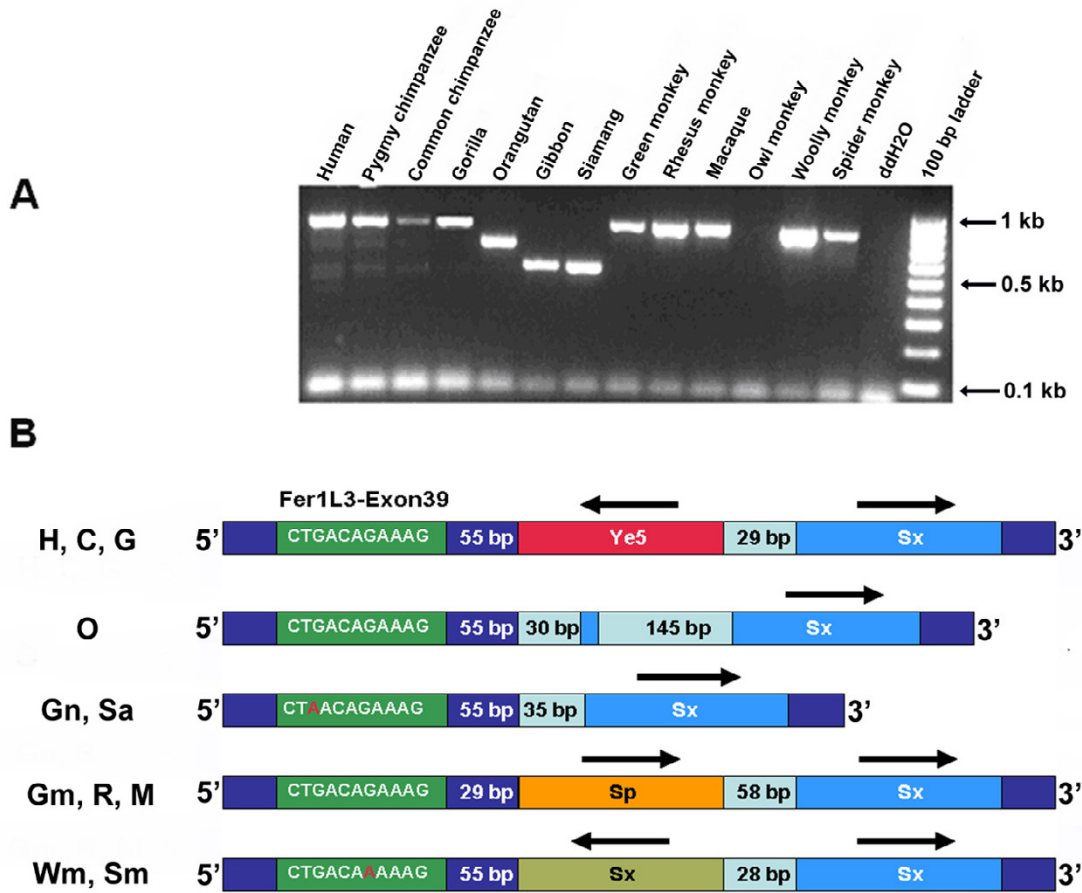 Human
Pygmy chimpanzee
Common chimpanzee
Gorilla
Orangutan
Gibbon
Siamang
Green monkey
Rhesus monkey
Macaque
Owl monkey
Woolly monkey
Spider monkey
ddH2O
100 bp ladder
A
1 kb
0.5 kb
0.1 kb
B
Fer1L3-Exon39
H, C, G 5’ CTGACAGAAAG 55 bp Ye5 29 bp Sx 3’
O 5’ CTGACAGAAAG 55 bp 30 bp 145 bp Sx 3’
Gn, Sa 5’ CTAACAGAAAG 55 bp 35 bp Sx 3’
Gm, R, M 5’ CTGACAGAAAG 29 bp Sp 58 bp Sx 3’
Wm, Sm 5’ CTGACAAAAAG 55 bp Sx 28 bp Sx 3’